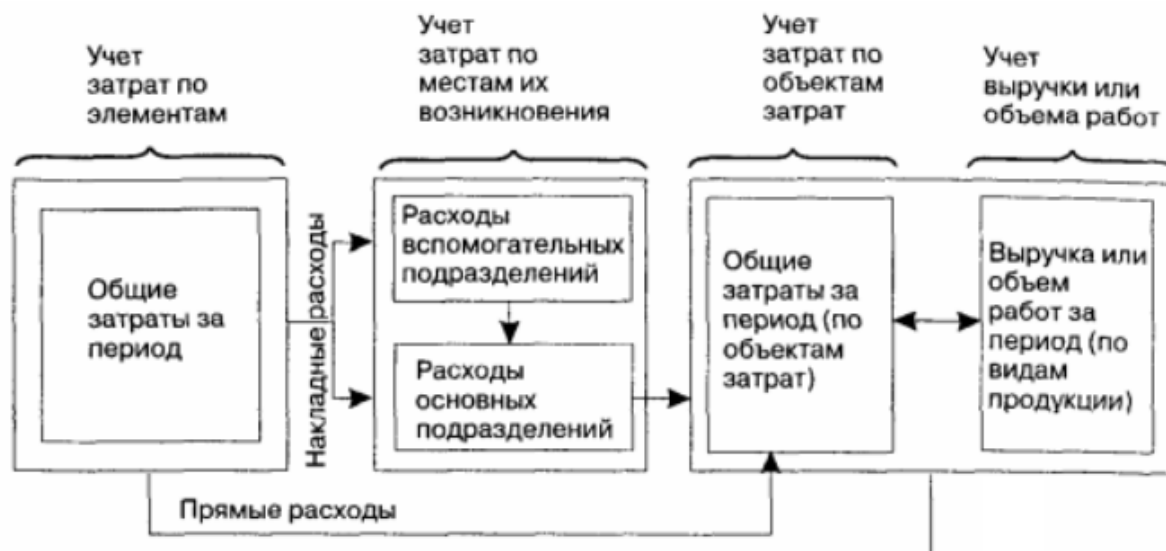 Учет
затрат по
элементам
Учет
затрат по
местам их
возникновения
Учет
затрат по
объектам
затрат
Учет
выручки или
объема работ
Общие
затраты за
период
Накладные расходы
Расходы
вспомогательных
подразделений
Расходы
основных
подразделений
Общие
затраты за
период (по
объектам
затрат)
Выручка или
объем
работ за
период (по
видам
продукции)
Прямые расходы